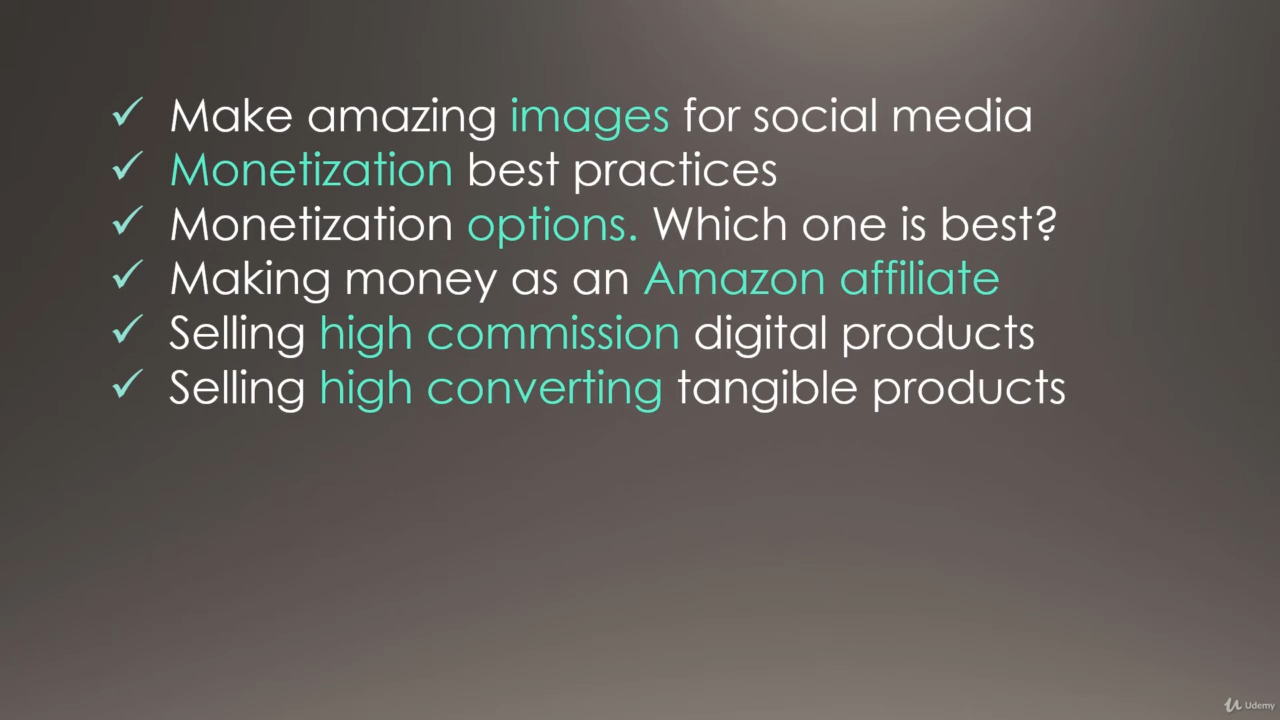 ✓ Make amazing images for social media
✓ Monetization best practices
✓ Monetization options. Which one is best?
✓ Making money as an Amazon affiliate
✓ Selling high commission digital products
✓ Selling high converting tangible products
Udemy